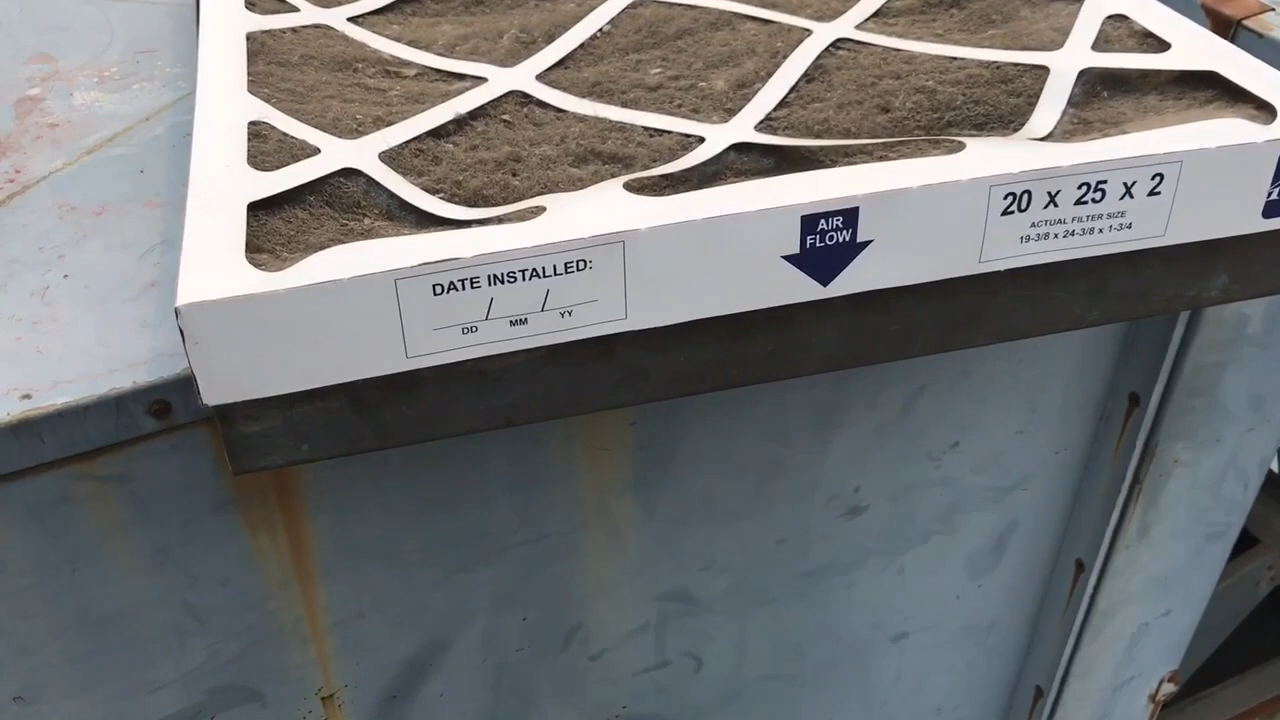 DATE INSTALLED:
/ /
DD MM YY
AIR
FLOW
20 x 25 x 2
ACTUAL FILTER SIZE
19-3/8 x 24-3/8 x 1-3/4